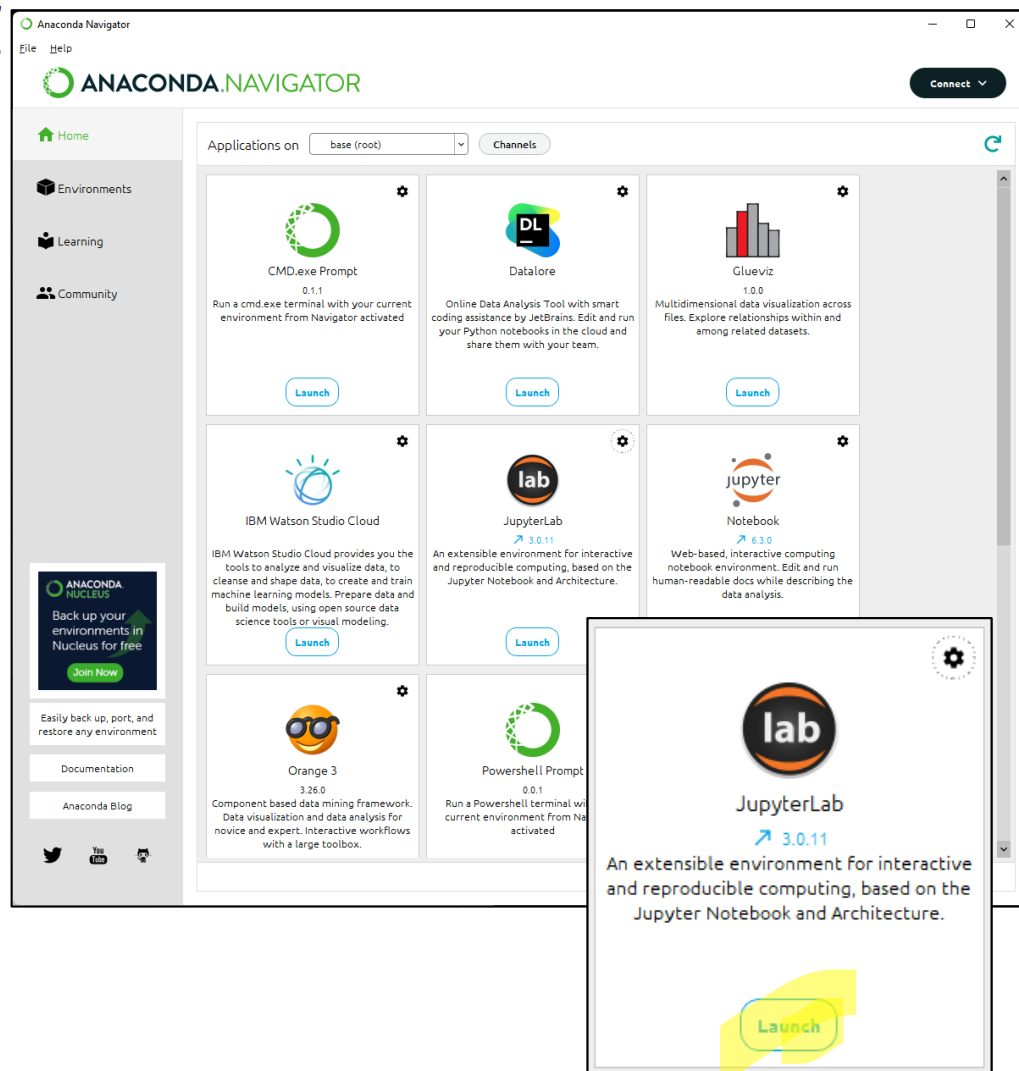 Anaconda Navigator
File Help
ANACONDA.NAVIGATOR
Connect
Home
Environments
Learning
Community
ANACONDA.
NUCLEUS
Back up your
environments in
Nucleus for free
Join Now
Easily back up, port, and
restore any environment
Documentation
Anaconda Blog
You
Tube
Applications on base (root) Channels
CMD.exe Prompt
0.1.1
Run a cmd.exe terminal with your current
environment from Navigator activated
Launch
DL
Datalore
Online Data Analysis Tool with smart
coding assistance by JetBrains. Edit and run
your Python notebooks in the cloud and
share them with your team.
Launch
Glueviz
1.0.0
Multidimensional data visualization across
files. Explore relationships within and
among related datasets.
Launch
IBM Watson Studio Cloud
IBM Watson Studio Cloud provides you the
tools to analyze and visualize data, to
cleanse and shape data, to create and train
machine learning models. Prepare data and
build models, using open source data
science tools or visual modeling.
Launch
lab
JupyterLab
3.0.11
An extensible environment for interactive
and reproducible computing, based on the
Jupyter Notebook and Architecture.
Launch
jupyter
Notebook
6.3.0
Web-based, interactive computing
notebook environment. Edit and run
human-readable docs while describing the
data analysis.
Orange 3
3.26.0
Component based data mining framework.
Data visualization and data analysis for
novice and expert. Interactive workflows
with a large toolbox.
Powershell Prompt
0.0.1
Run a Powershell terminal wi
current environment from Na
activated
lab
JupyterLab
3.0.11
An extensible environment for interactive
and reproducible computing, based on the
Jupyter Notebook and Architecture.
Launch